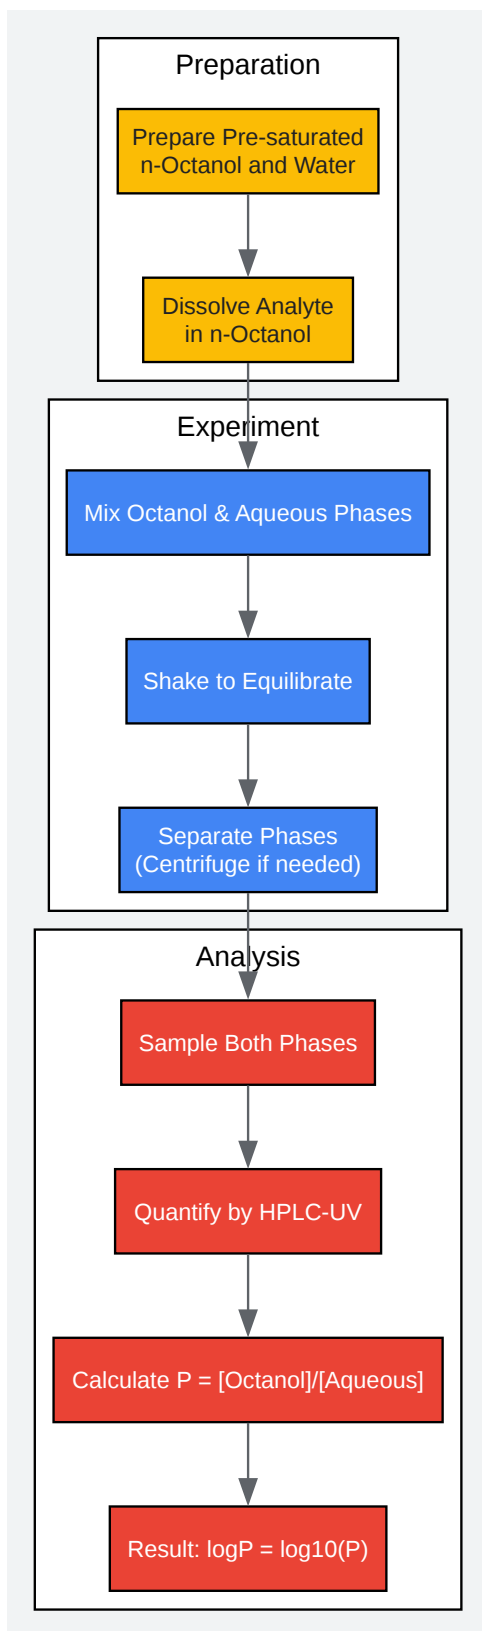 Preparation
Prepare Pre-saturated
n-Octanol and Water
Dissolve Analyte
in n-Octanol
Experiment
Mix Octanol & Aqueous Phases
Shake to Equilibrate
Separate Phases
(Centrifuge if needed)
Analysis
Sample Both Phases
Quantify by HPLC-UV
Calculate P = [Octanol]/[Aqueous]
Result: logP = log10(P)